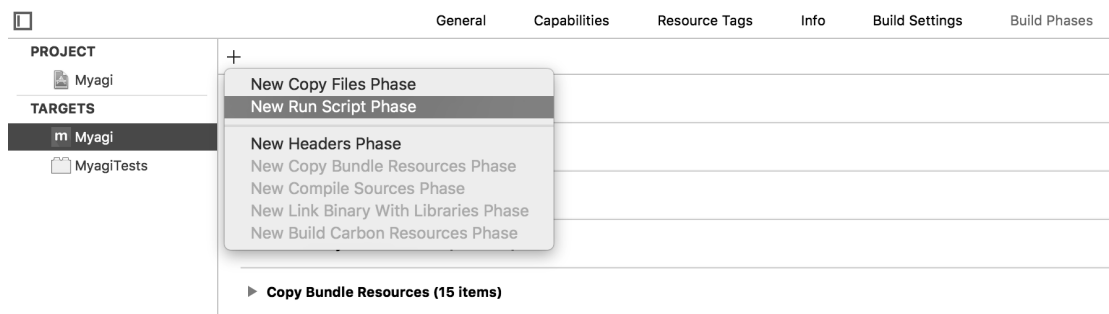 General Capabilities Resource Tags Info Build Settings Build Phases
PROJECT
Myagi
TARGETS
m Myagi
MyagiTests
+
New Copy Files Phase
New Run Script Phase
New Headers Phase
New Copy Bundle Resources Phase
New Compile Sources Phase
New Link Binary With Libraries Phase
New Build Carbon Resources Phase
Copy Bundle Resources (15 items)